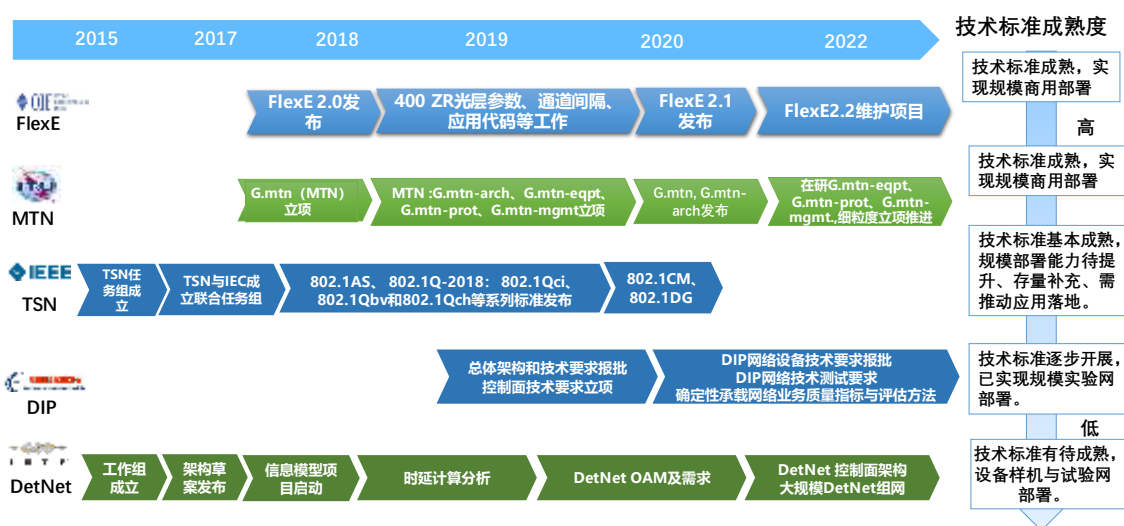 2015 2017 2018 2019 2020 2022
技术标准成熟度
FlexE
FlexE 2.0发
布
400 ZR光层参数、通道间隔、
应用代码等工作
FlexE 2.1
发布
FlexE2.2维护项目
技术标准成熟，实
现规模商用部署
高
MTN
G.mtn（MTN）
立项
MTN :G.mtn-arch、G.mtn-eqpt、
G.mtn-prot、G.mtn-mgmt立项
G.mtn, G.mtn-
arch发布
在研G.mtn-eqpt、
G.mtn-prot、G.mtn-
mgmt.,细粒度立项推进
技术标准成熟，实
现规模商用部署
IEEE
TSN
TSN任
务组成
立
TSN与IEC成
立联合任务组
802.1AS、 802.1Q-2018： 802.1Qci、
802.1Qbv和802.1Qch等系列标准发布
802.1CM、
802.1DG
技术标准基本成熟，
规模部署能力待提
升、存量补充、需
推动应用落地。
DIP
总体架构和技术要求报批
控制面技术要求立项
DIP网络设备技术要求报批
DIP网络技术测试要求
确定性承载网络业务质量指标与评估方法
技术标准逐步开展，
已实现规模实验网
部署。
低
I E T F
DetNet
工作组
成立
架构草
案发布
信息模型项
目启动
时延计算分析
DetNet OAM及需求
DetNet 控制面架构
大规模DetNet组网
技术标准有待成熟，
设备样机与试验网
部署。